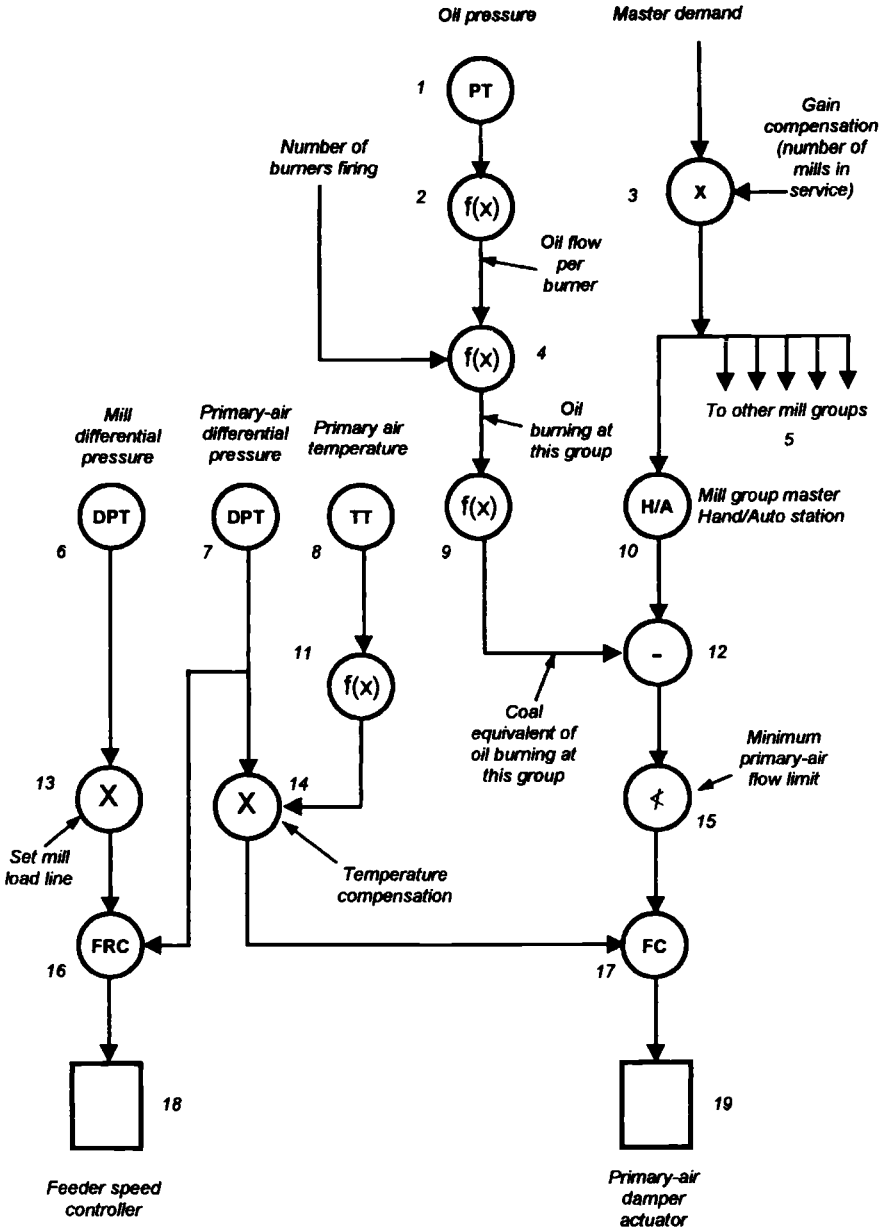 Oil pressure
Master demand
1
PT
Gain
compensation
(number of
mills in
service)
Number of
burners firing
2
f(x)
3
x
Oil flow
per
burner
f(x)
4
Mill
differential
pressure
Primary-air
differential
pressure
Primary air
temperature
Oil
burning at
this group
To other mill groups
5
DPT
DPT
TT
f(x)
H/A
Mill group master
Hand/Auto station
6
7
8
9
10
11
f(x)
-
12
Coal
equivalent of
oil burning at
this group
Minimum
primary-air
flow limit
13
X
14
X
≮
15
Set mill
load line
Temperature
compensation
FRC
16
FC
17
18
19
Feeder speed
controller
Primary-air
damper
actuator